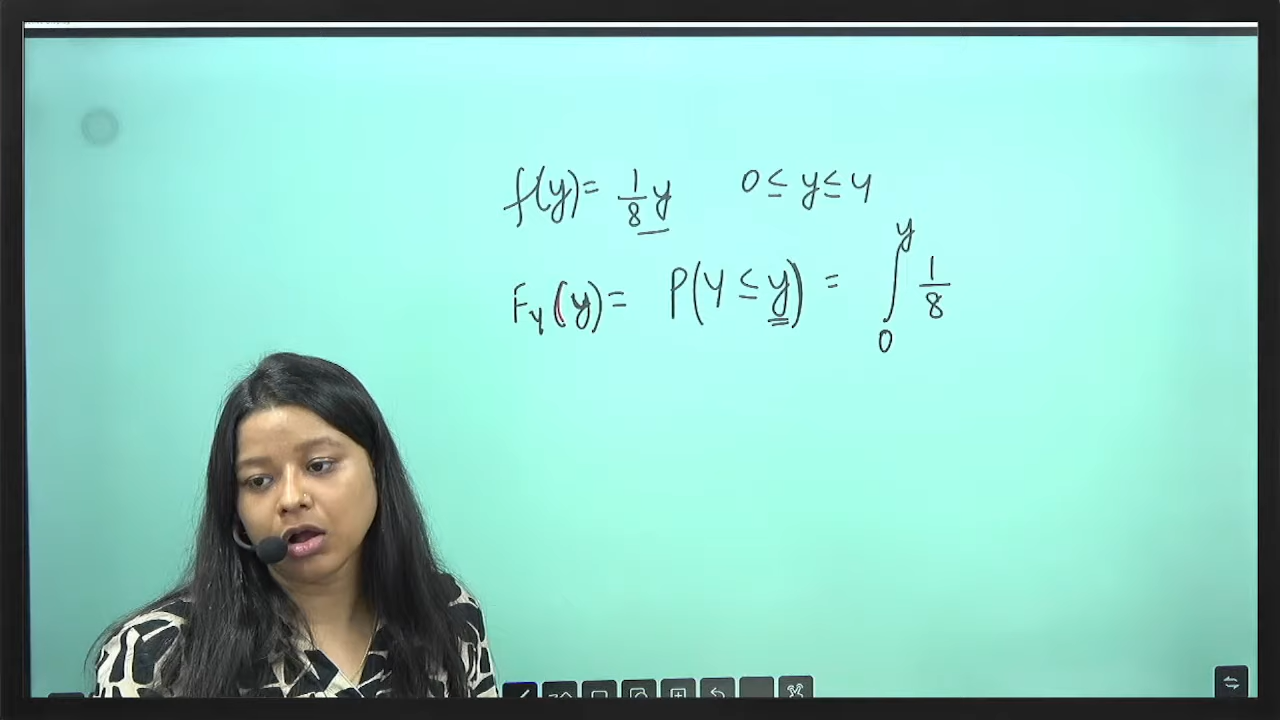 f(y) = 1/8 y 0 ≤ y ≤ 4
F_Y(y) = P(Y ≤ y) = ∫_0^y 1/8